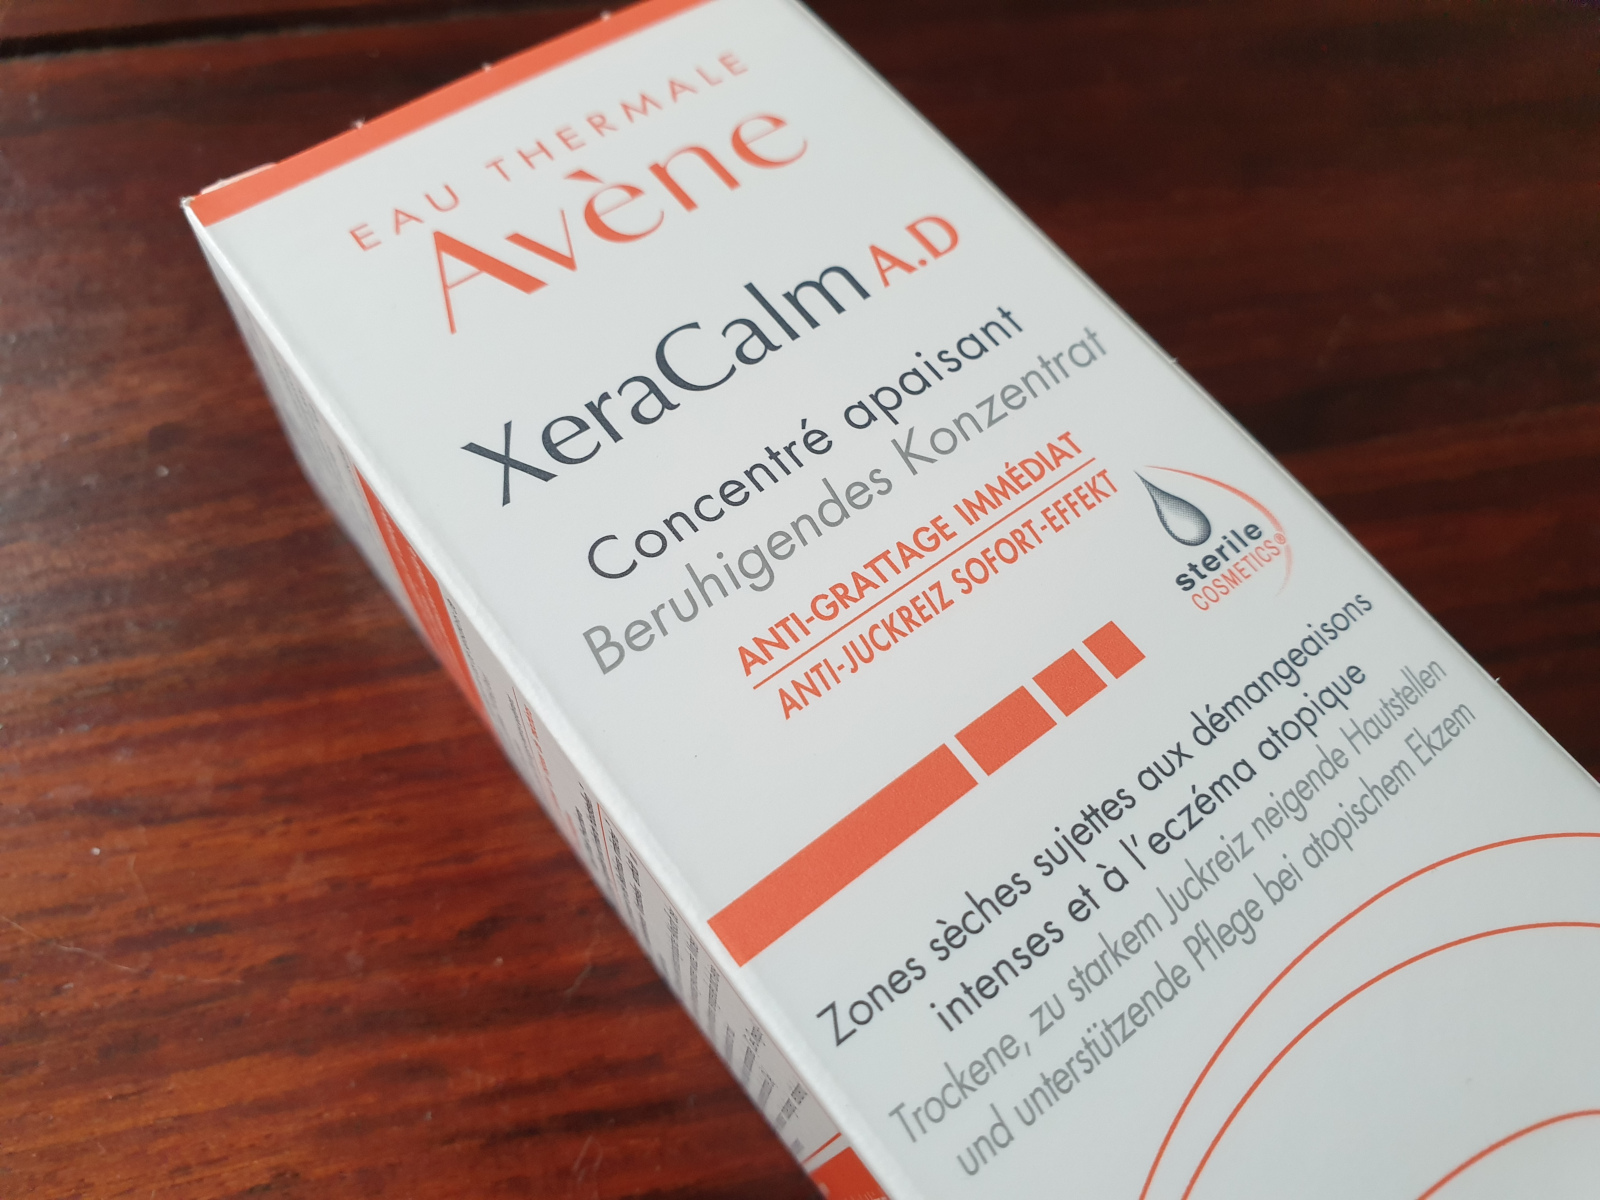 EAU THERMALE
Avène
XeraCalm A.D
Concentré apaisant
Beruhigendes Konzentrat
ANTI-GRATTAGE IMMÉDIAT
ANTI-JUCKREIZ SOFORT-EFFEKT
sterile
COSMETICS®
Zones sèches sujettes aux démangeaisons
intenses et à l'eczéma atopique
Trockene, zu starkem Juckreiz neigende Hautstellen
und unterstützende Pflege bei atopischem Ekzem